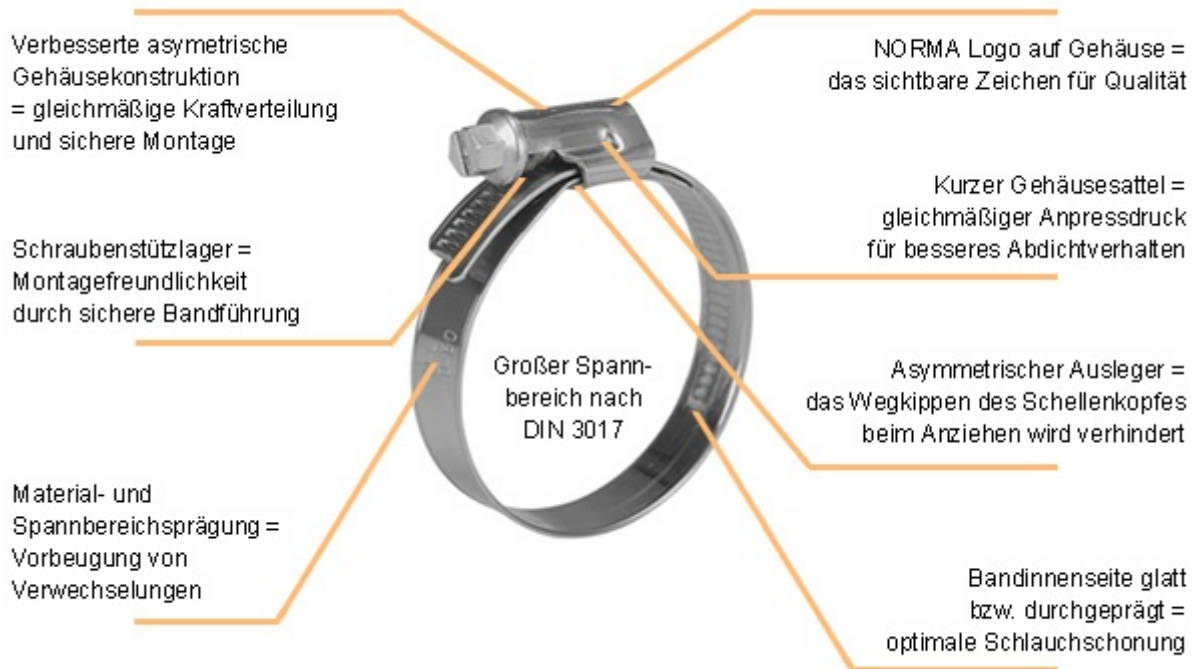 Verbesserte asymetrische
Gehäusekonstruktion
= gleichmäßige Kraftverteilung
und sichere Montage
NORMA Logo auf Gehäuse =
das sichtbare Zeichen für Qualität
Kurzer Gehäusesattel =
gleichmäßiger Anpressdruck
für besseres Abdichtverhalten
Schraubenstützlager =
Montagefreundlichkeit
durch sichere Bandführung
Großer Spann-
bereich nach
DIN 3017
Asymmetrischer Ausleger =
das Wegkippen des Schellenkopfes
beim Anziehen wird verhindert
Material- und
Spannbereichsprägung =
Vorbeugung von
Verwechselungen
Bandinnenseite glatt
bzw. durchgeprägt =
optimale Schlauchschonung